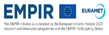 EMPIR
EURAMET
The EMPIR initiative is co-funded by the European Union's Horizon 2020
research and innovation programme and the EMPIR Participating States